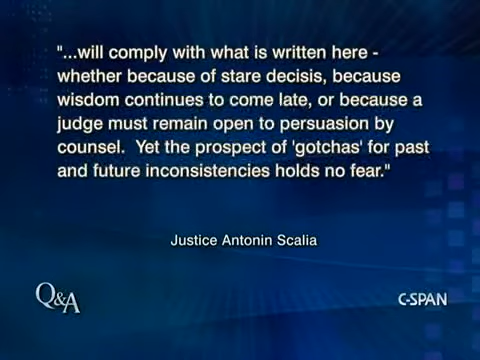 "...will comply with what is written here -
whether because of stare decisis, because
wisdom continues to come late, or because a
judge must remain open to persuasion by
counsel.  Yet the prospect of 'gotchas' for past
and future inconsistencies holds no fear."
Justice Antonin Scalia
Q&A
C-SPAN